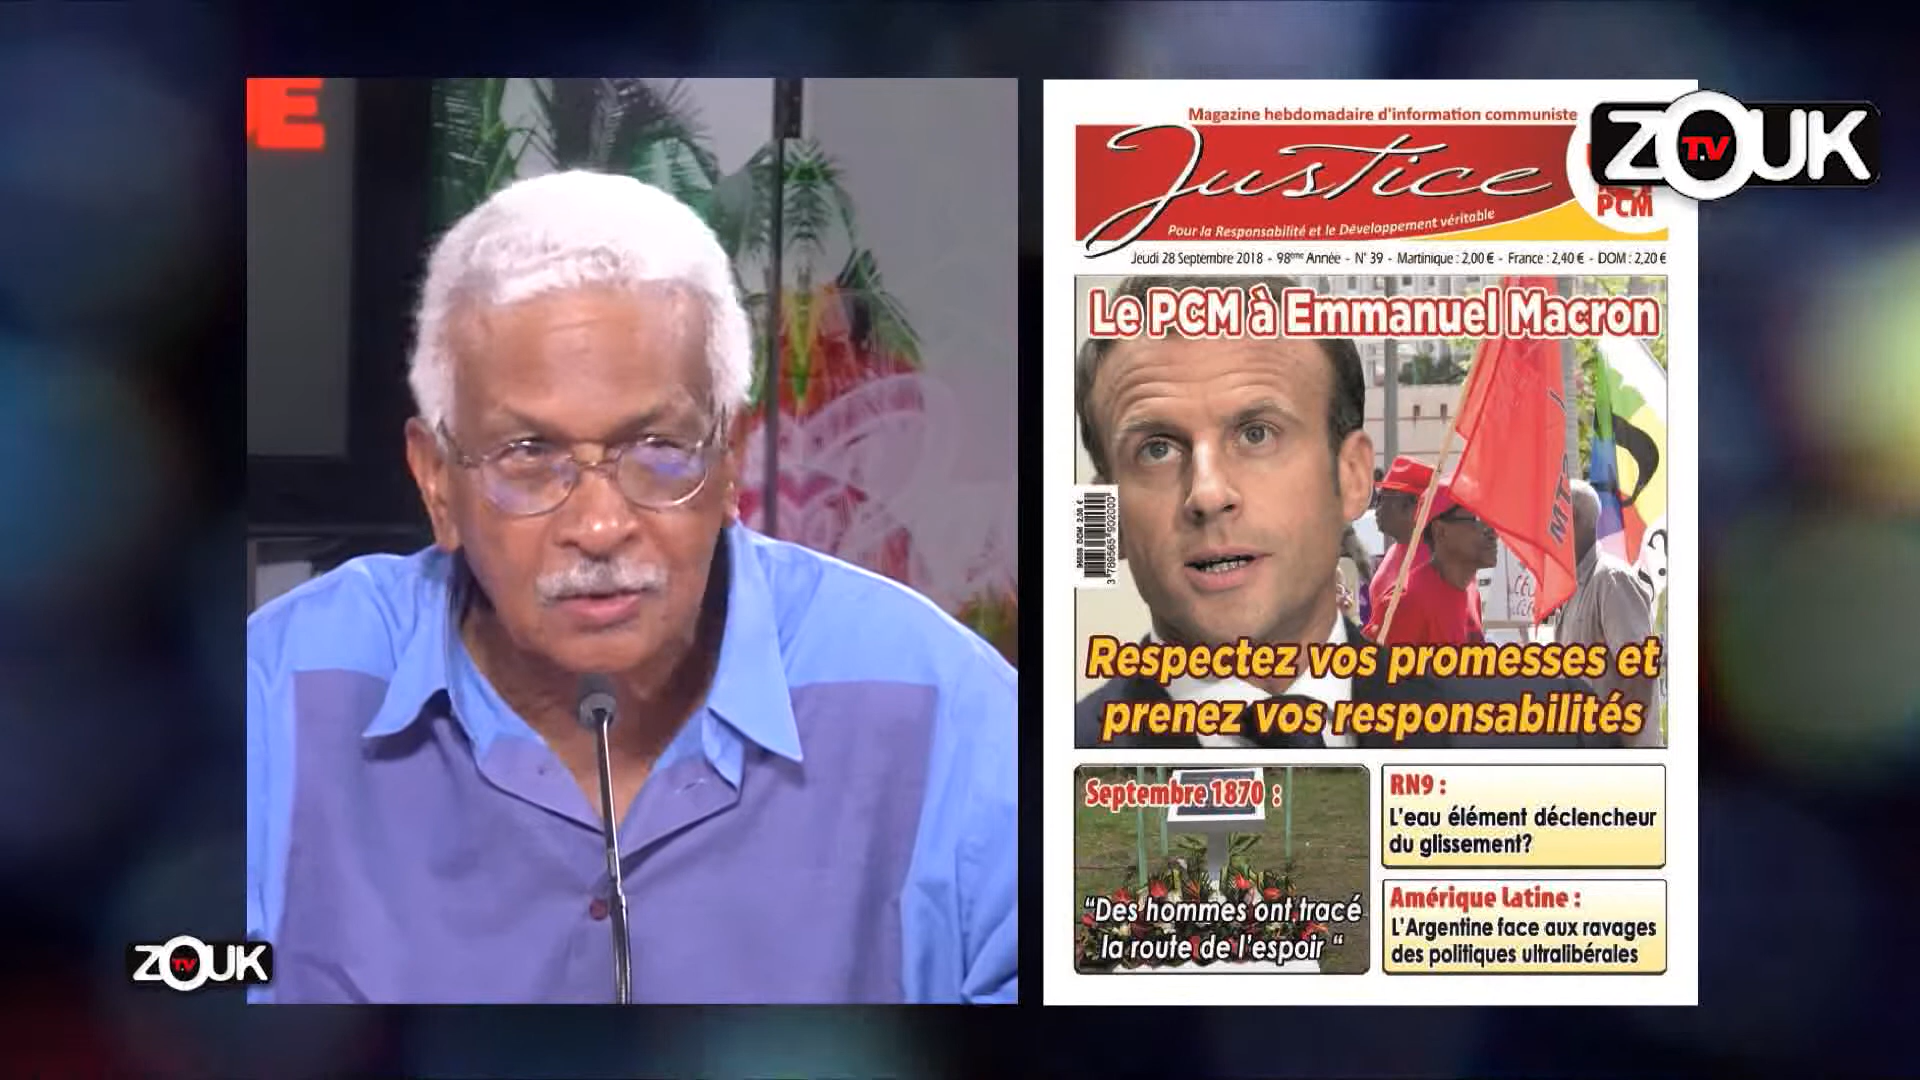 E
Magazine hebdomadaire d'information communiste
Justice
PCM
Pour la Responsabilité et le Développement véritable
Jeudi 28 Septembre 2018 - 98ème Année - N° 39 - Martinique : 2,00 € - France : 2,40 € - DOM : 2,20 €
ZOUK
T.V
Le PCM à Emmanuel Macron
3"789565"902000"
Respectez vos promesses et
prenez vos responsabilités
Septembre 1870 :
"Des hommes ont tracé
la route de l'espoir "
RN9 :
L'eau élément déclencheur
du glissement?
Amérique Latine :
L'Argentine face aux ravages
des politiques ultralibérales
ZOUK
T.V